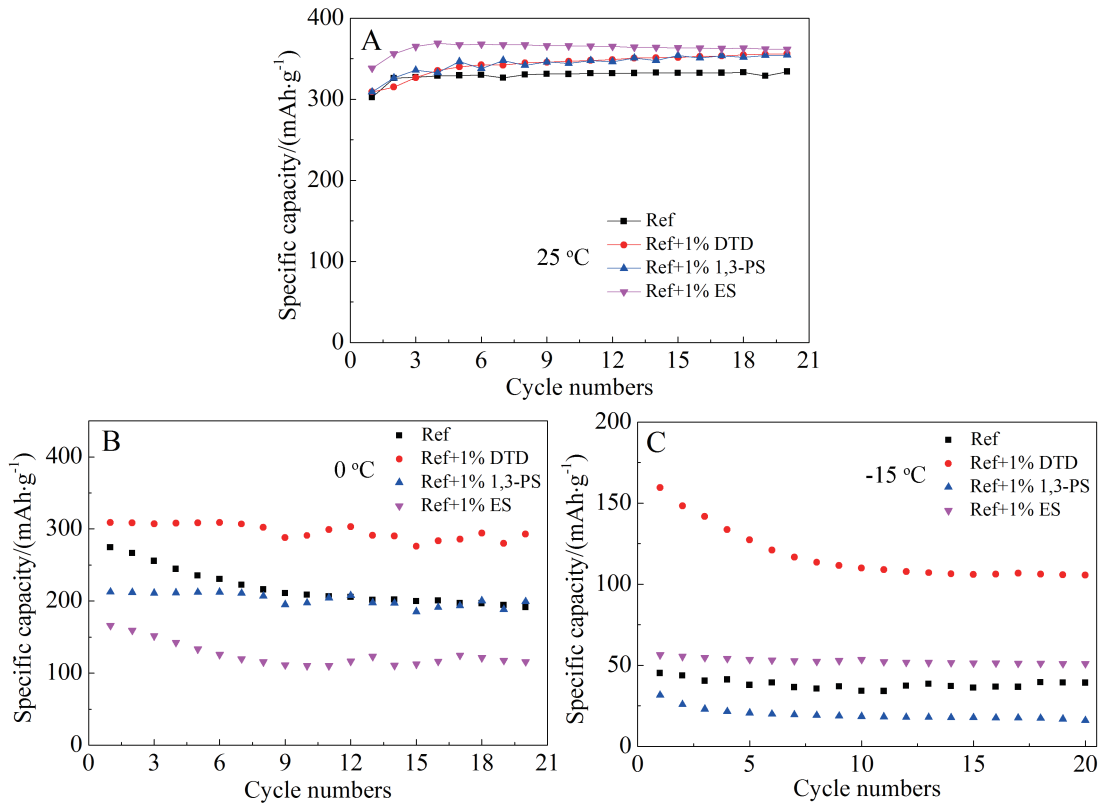 A
400
300
200
100
0
Specific capacity/(mAh·g⁻¹)
Ref
Ref+1% DTD
Ref+1% 1,3-PS
Ref+1% ES
25 °C
0 3 6 9 12 15 18 21
Cycle numbers
B
400
300
200
100
0
Specific capacity/(mAh·g⁻¹)
Ref
Ref+1% DTD
Ref+1% 1,3-PS
Ref+1% ES
0 °C
0 3 6 9 12 15 18 21
Cycle numbers
C
200
150
100
50
0
Specific capacity/(mAh·g⁻¹)
Ref
Ref+1% DTD
Ref+1% 1,3-PS
Ref+1% ES
-15 °C
0 5 10 15 20
Cycle numbers